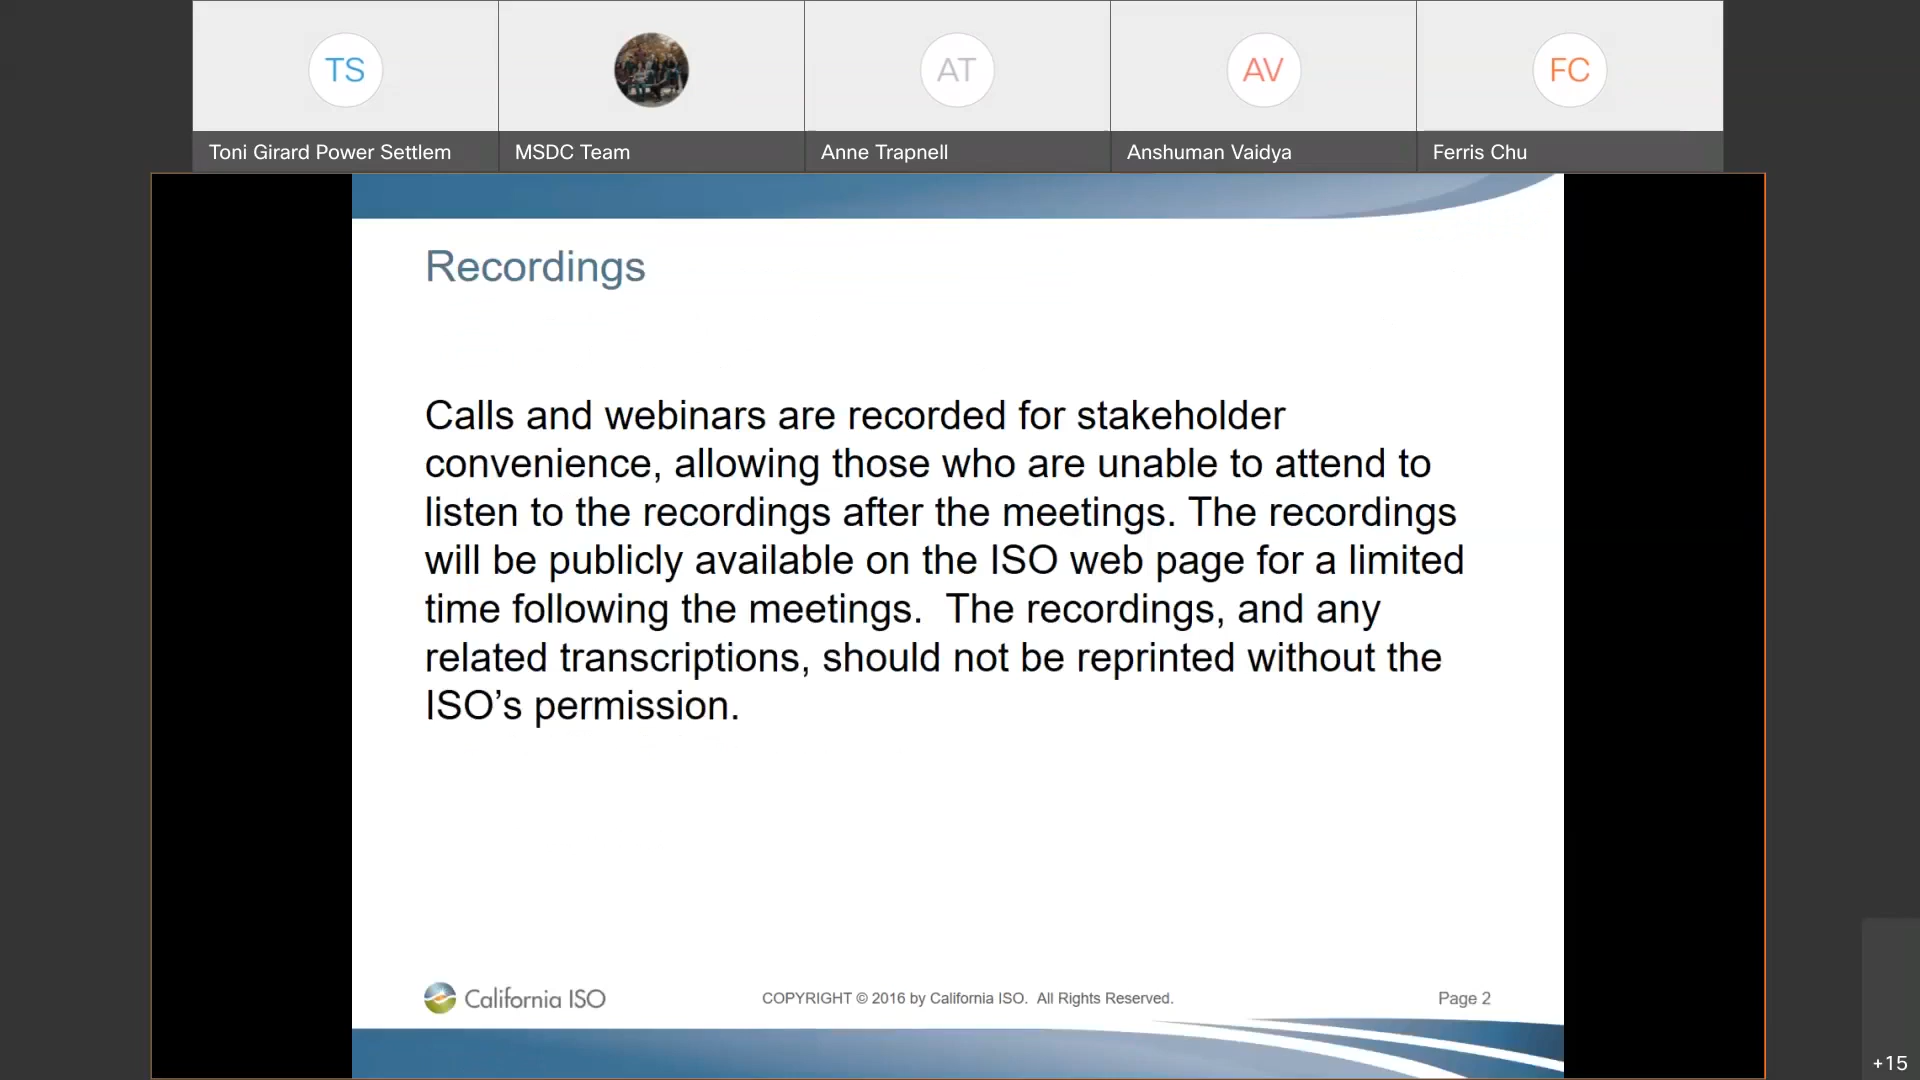 TS
AT
AV
FC
Toni Girard Power Settlem
MSDC Team
Anne Trapnell
Anshuman Vaidya
Ferris Chu
Recordings
Calls and webinars are recorded for stakeholder
convenience, allowing those who are unable to attend to
listen to the recordings after the meetings. The recordings
will be publicly available on the ISO web page for a limited
time following the meetings.  The recordings, and any
related transcriptions, should not be reprinted without the
ISO’s permission.
California ISO
COPYRIGHT © 2016 by California ISO.  All Rights Reserved.
Page 2
+15